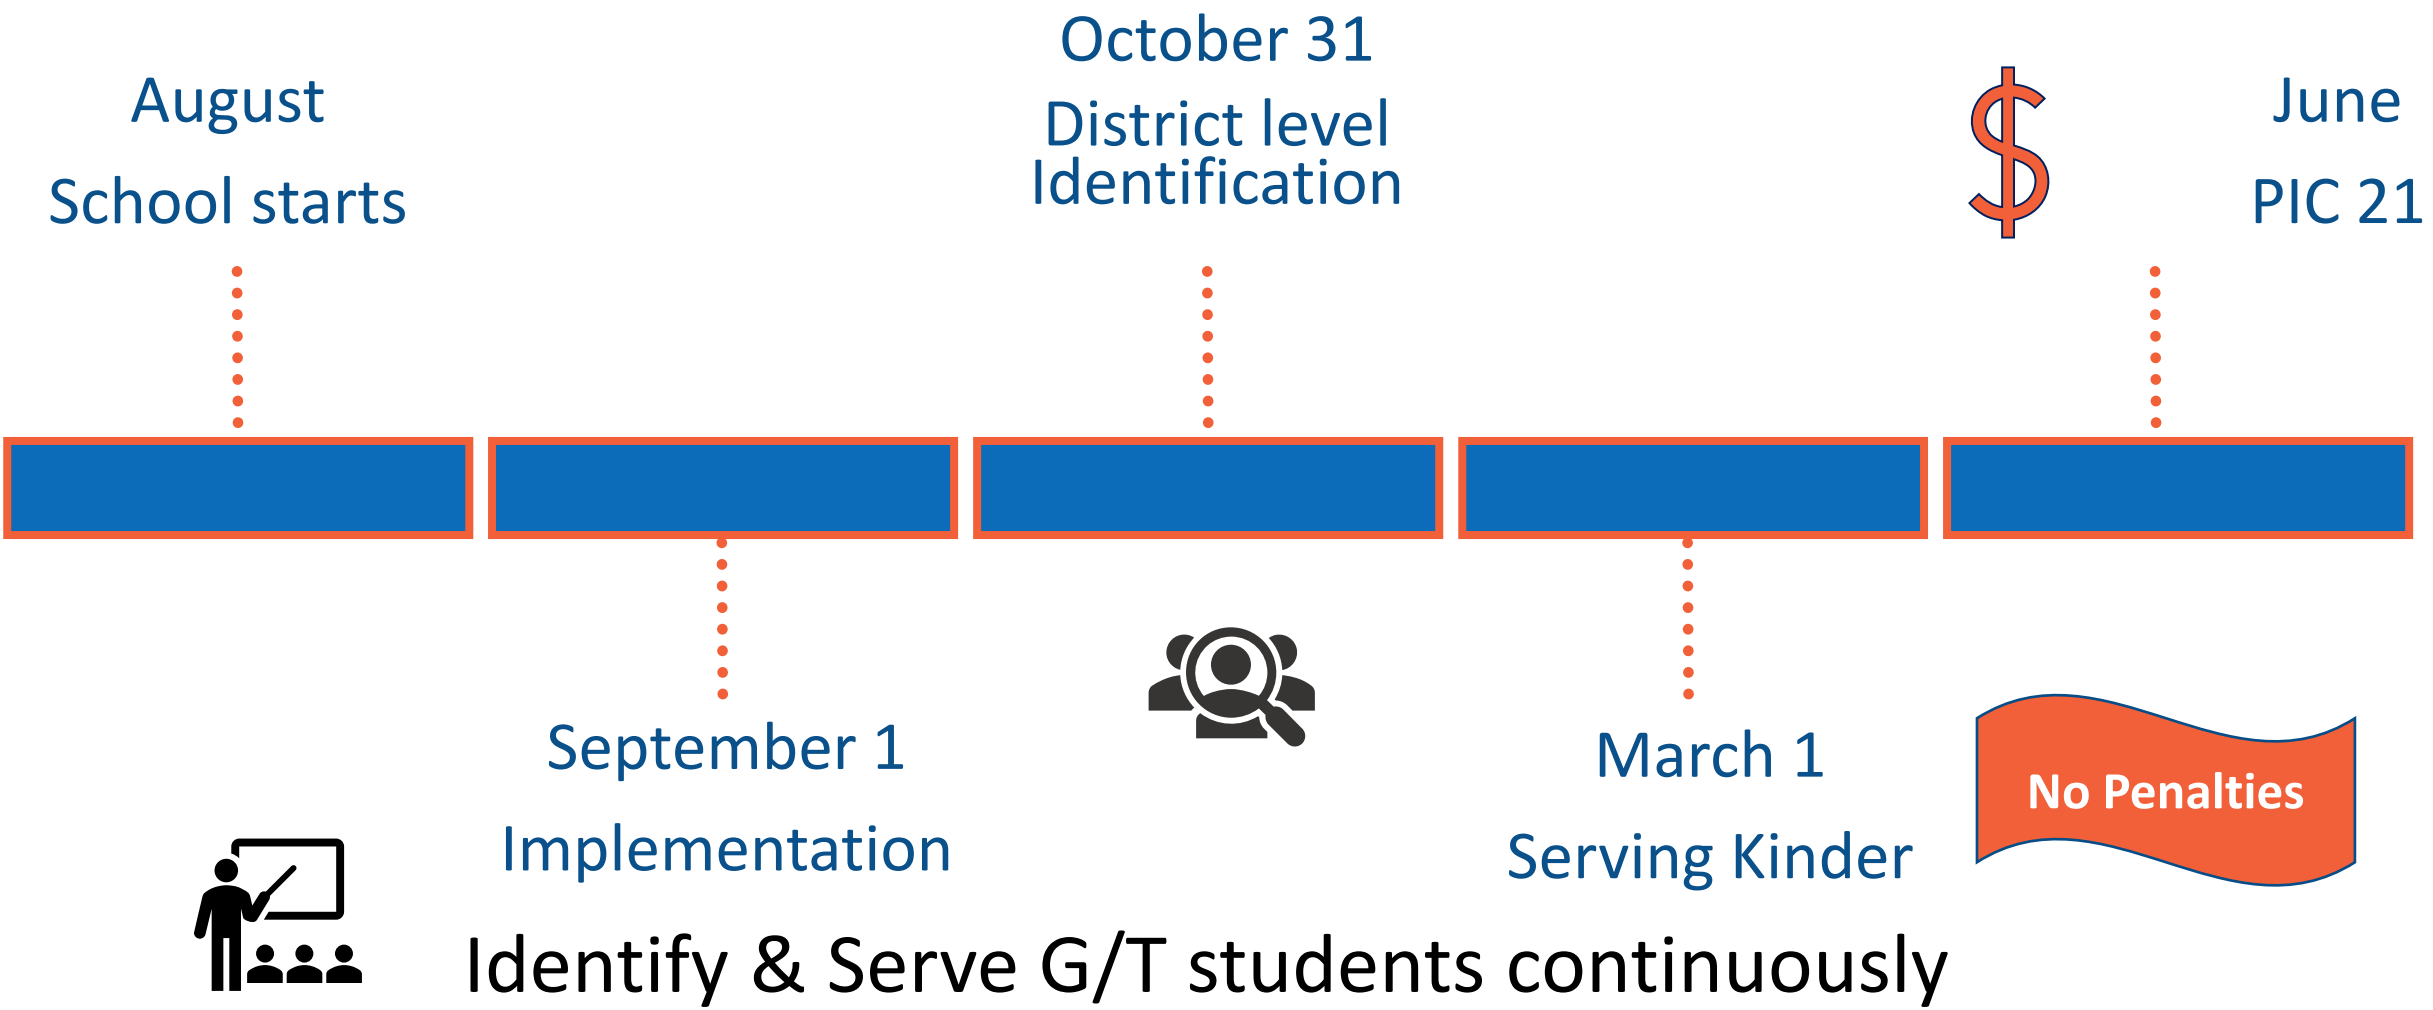 August
School starts
October 31
District level
Identification
$
June
PIC 21
September 1
Implementation
March 1
Serving Kinder
No Penalties
Identify & Serve G/T students continuously